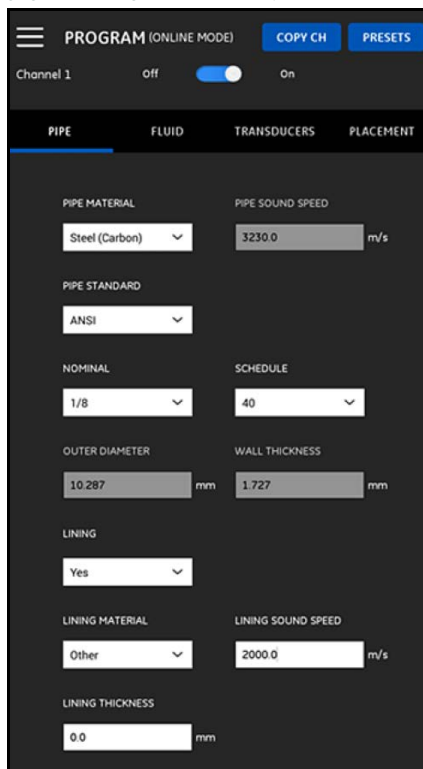 PROGRAM (ONLINE MODE) COPY CH PRESETS
Channel 1 Off On
PIPE FLUID TRANSDUCERS PLACEMENT
PIPE MATERIAL PIPE SOUND SPEED
Steel (Carbon) 3230.0 m/s
PIPE STANDARD
ANSI
NOMINAL SCHEDULE
1/8 40
OUTER DIAMETER WALL THICKNESS
10.287 mm 1.727 mm
LINING
Yes
LINING MATERIAL LINING SOUND SPEED
Other 2000.0 m/s
LINING THICKNESS
0.0 mm